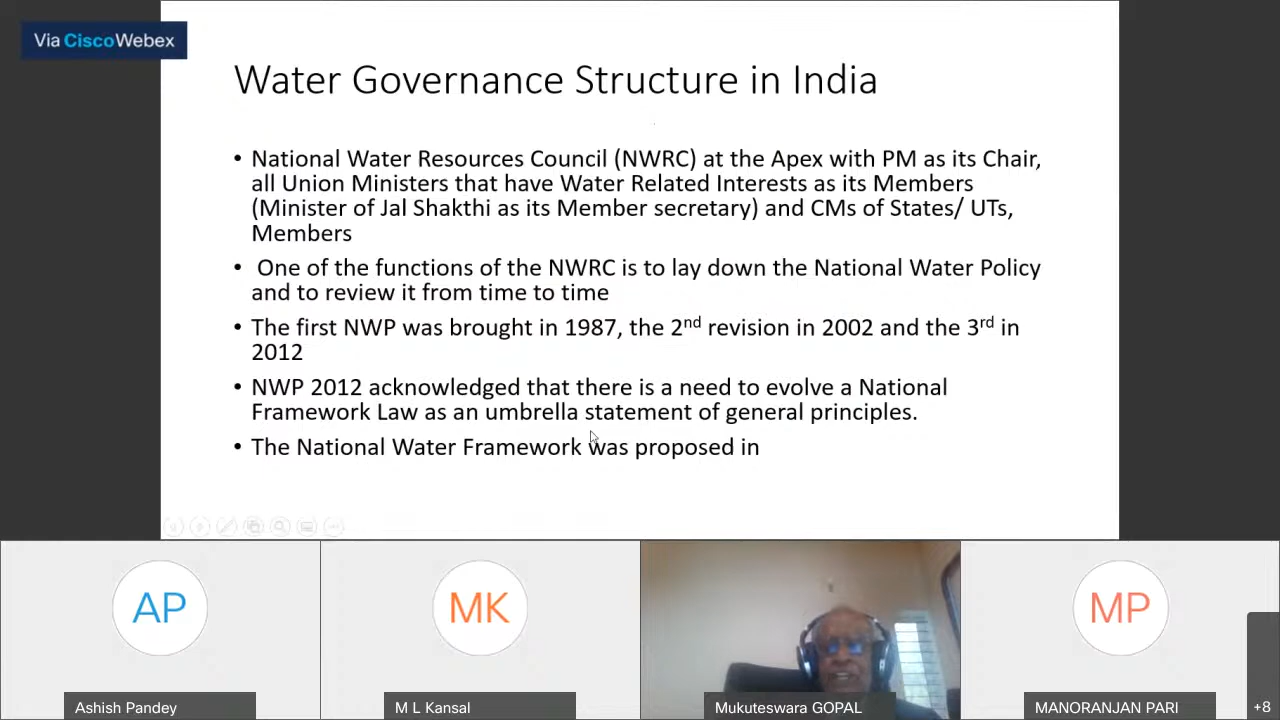 Via CiscoWebex
Water Governance Structure in India
• National Water Resources Council (NWRC) at the Apex with PM as its Chair,
all Union Ministers that have Water Related Interests as its Members
(Minister of Jal Shakthi as its Member secretary) and CMs of States/ UTs,
Members
• One of the functions of the NWRC is to lay down the National Water Policy
and to review it from time to time
• The first NWP was brought in 1987, the 2nd revision in 2002 and the 3rd in
2012
• NWP 2012 acknowledged that there is a need to evolve a National
Framework Law as an umbrella statement of general principles.
• The National Water Framework was proposed in
AP
MK
MP
Ashish Pandey
M L Kansal
Mukuteswara GOPAL
MANORANJAN PARI
+8